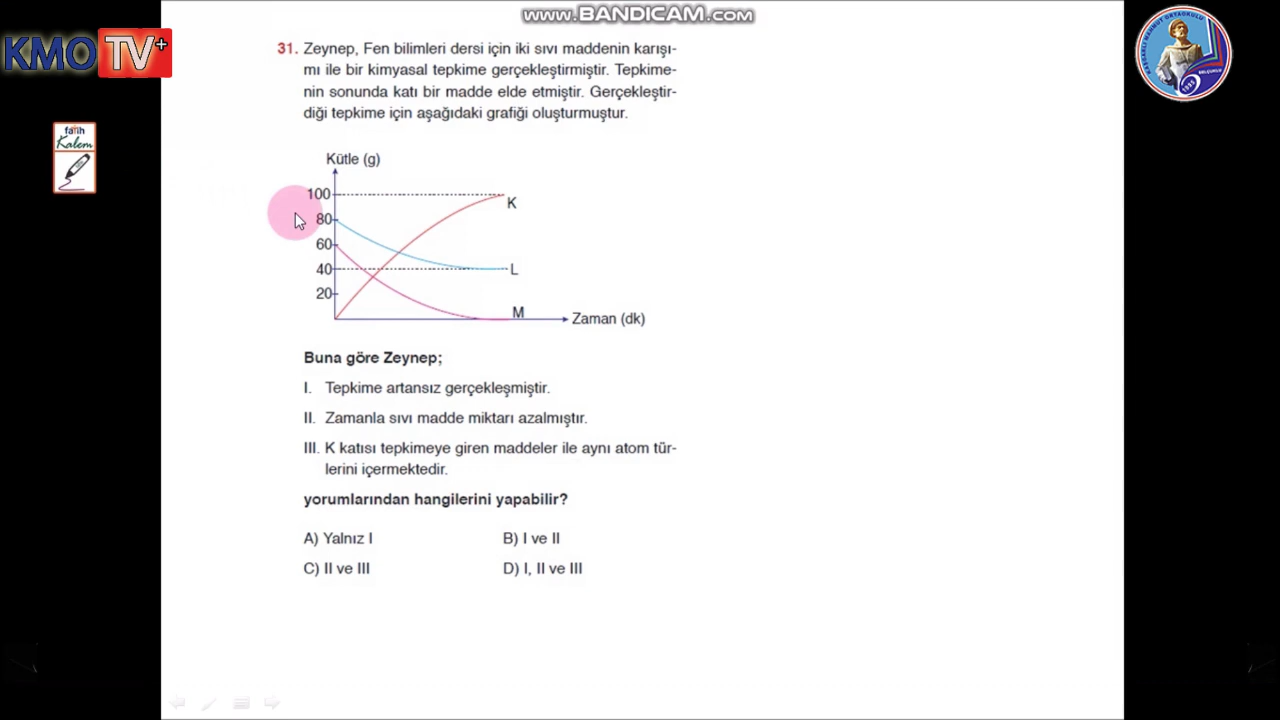 www.BANDICAM.com
KMO TV+
fatih
Kalem
31. Zeynep, Fen bilimleri dersi için iki sıvı maddenin karışı-
mı ile bir kimyasal tepkime gerçekleştirmiştir. Tepkime-
nin sonunda katı bir madde elde etmiştir. Gerçekleştir-
diği tepkime için aşağıdaki grafiği oluşturmuştur.
Kütle (g)
100
80
60
40
20
K
L
M
Zaman (dk)
Buna göre Zeynep;
I. Tepkime artansız gerçekleşmiştir.
II. Zamanla sıvı madde miktarı azalmıştır.
III. K katısı tepkimeye giren maddeler ile aynı atom tür-
lerini içermektedir.
yorumlarından hangilerini yapabilir?
A) Yalnız I
B) I ve II
C) II ve III
D) I, II ve III